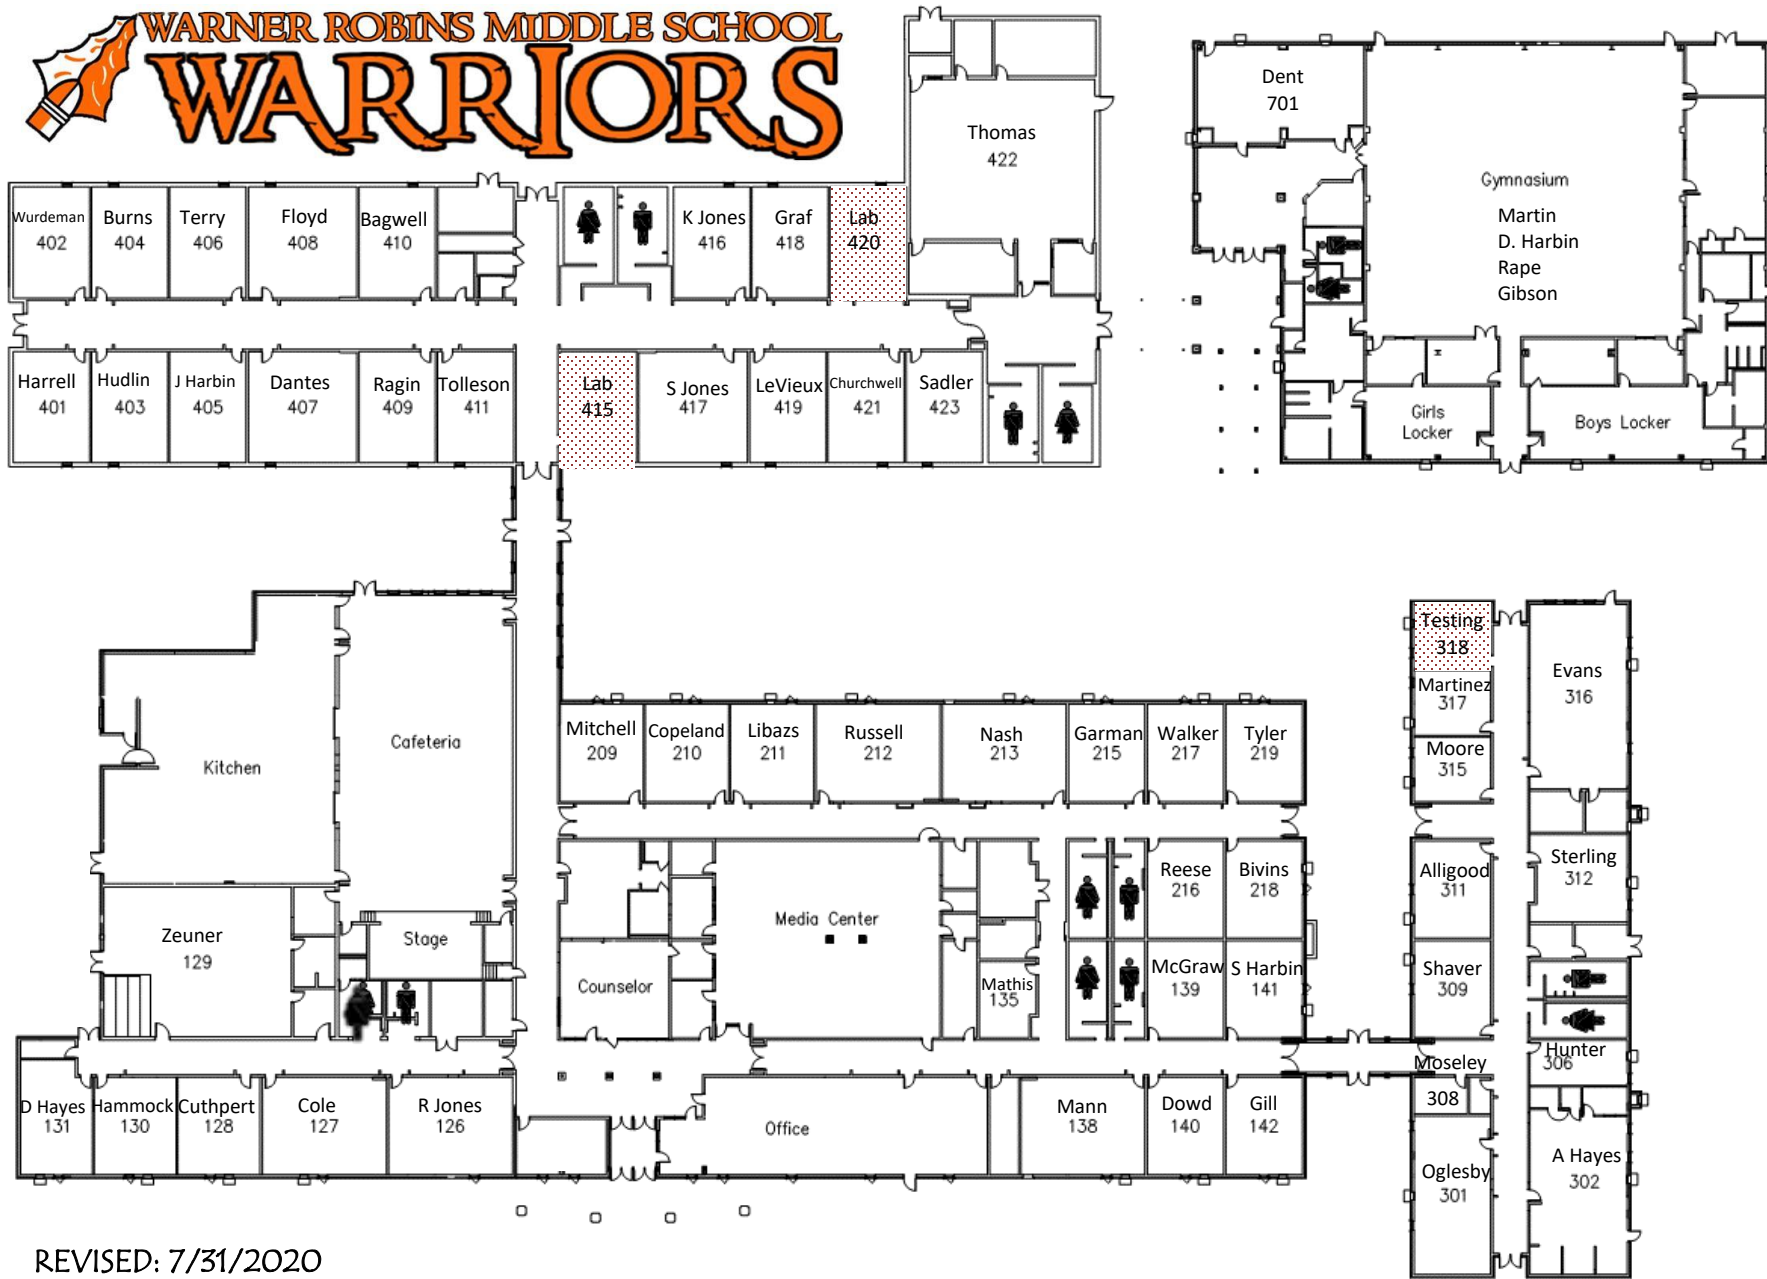 WARNER ROBINS MIDDLE SCHOOL
WARRIORS
Thomas
422
Dent
701
Gymnasium
Martin
D. Harbin
Rape
Gibson
Girls
Locker
Boys Locker
Wurdeman
402
Burns
404
Terry
406
Floyd
408
Bagwell
410
K Jones
416
Graf
418
Lab
420
Harrell
401
Hudlin
403
J Harbin
405
Dantes
407
Ragin
409
Tolleson
411
Lab
415
S Jones
417
LeVieux
419
Churchwell
421
Sadler
423
Kitchen
Cafeteria
Stage
Zeuner
129
Mitchell
209
Copeland
210
Libazs
211
Russell
212
Nash
213
Garman
215
Walker
217
Tyler
219
Media Center
Counselor
Mathis
135
Reese
216
Bivins
218
McGraw
139
S Harbin
141
D Hayes
131
Hammock
130
Cuthpert
128
Cole
127
R Jones
126
Office
Mann
138
Dowd
140
Gill
142
Testing
318
Martinez
317
Moore
315
Evans
316
Alligood
311
Sterling
312
Shaver
309
Moseley
308
Hunter
306
Oglesby
301
A Hayes
302
REVISED: 7/31/2020